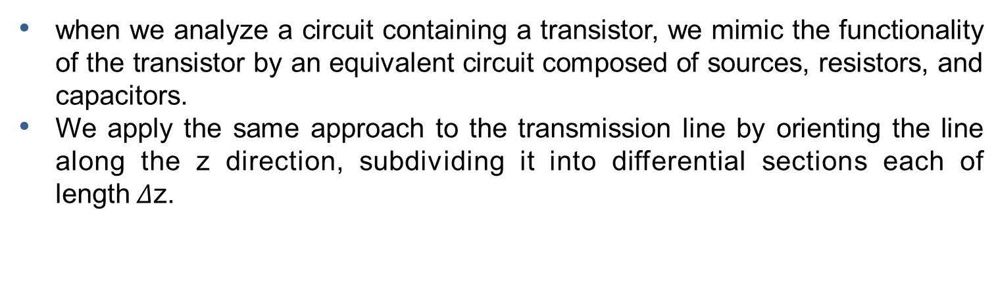 • when we analyze a circuit containing a transistor, we mimic the functionality
of the transistor by an equivalent circuit composed of sources, resistors, and
capacitors.
• We apply the same approach to the transmission line by orienting the line
along the z direction, subdividing it into differential sections each of
length Δz.